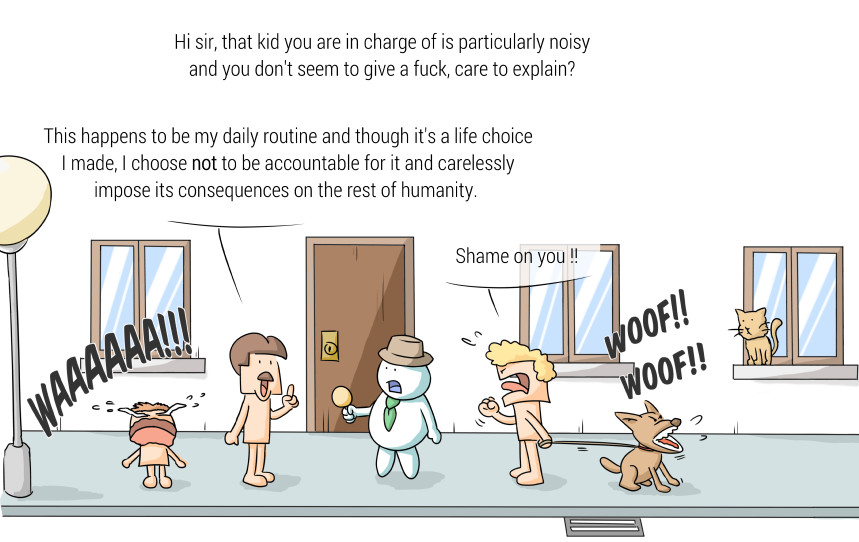 Hi sir, that kid you are in charge of is particularly noisy
and you don't seem to give a fuck, care to explain?
This happens to be my daily routine and though it's a life choice
I made, I choose not to be accountable for it and carelessly
impose its consequences on the rest of humanity.
Shame on you !!
WAAAAAAA!!!
WOOF!!
WOOF!!